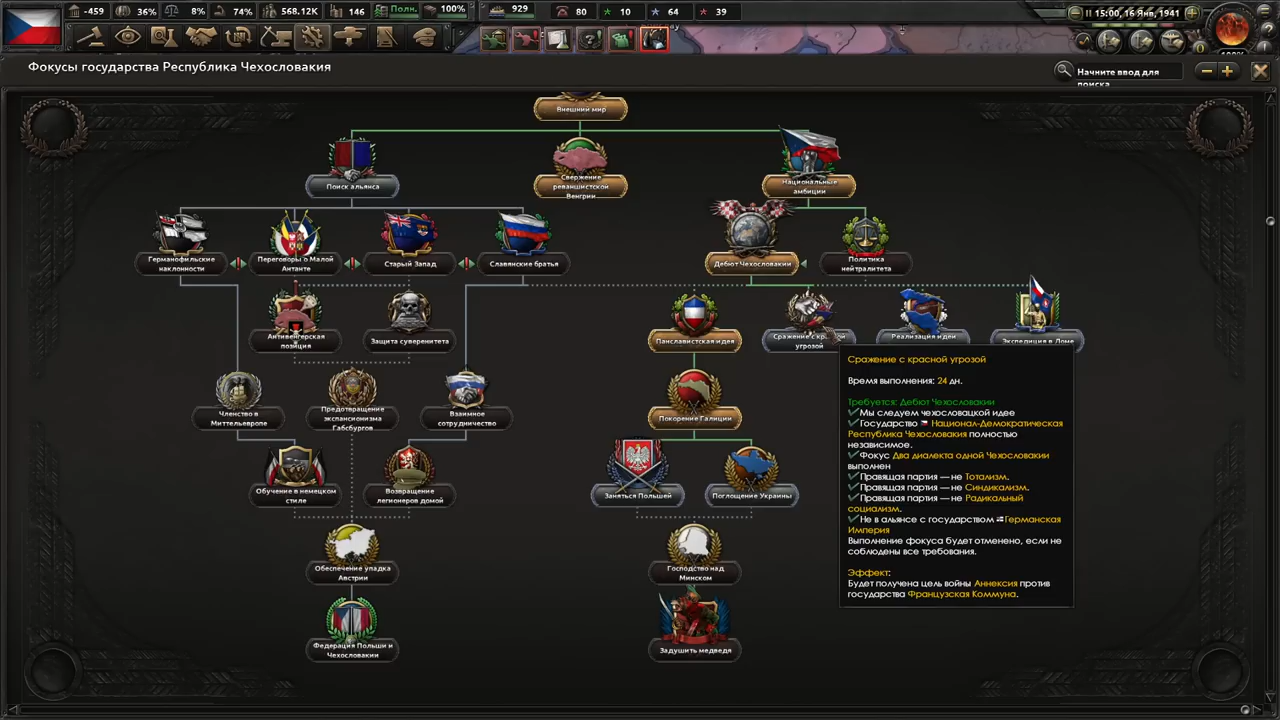 -459 36% 8% 74% 568.12K 146 Полн. 100% 929 80 10 64 39 15:00, 16 Янв, 1941
Фокусы государства Республика Чехословакия
Начните ввод для
поиска
Внешний мир
Поиск альянса
Свержение
реваншистской
Венгрии
Национальные
амбиции
Германофильские
наклонности
Переговоры о Малой
Антанте
Старый Запад
Славянские братья
Дебют Чехословакии
Политика
нейтралитета
Антивенгерская
позиция
Защита суверенитета
Панславистская идея
Сражение с красной
угрозой
Реализация идеи
Экспедиция в Ломе
Членство в
Миттельевропе
Предотвращение
экспансионизма
Габсбургов
Взаимное
сотрудничество
Покорение Галиции
Обучение в немецком
стиле
Возвращение
легионеров домой
Заняться Польшей
Поглощение Украины
Обеспечение упадка
Австрии
Господство над
Минском
Федерация Польши и
Чехословакии
Задушить медведя
Сражение с красной угрозой
Время выполнения: 24 дн.
Требуется: Дебют Чехословакии
Мы следуем чехословацкой идее
Государство Национал-Демократическая
Республика Чехословакия полностью
независимое.
Фокус Два диалекта одной Чехословакии
выполнен
Правящая партия — не Тотализм.
Правящая партия — не Синдикализм.
Правящая партия — не Радикальный
социализм.
Не в альянсе с государством Германская
Империя
Выполнение фокуса будет отменено, если не
соблюдены все требования.
Эффект:
Будет получена цель войны Аннексия против
государства Французская Коммуна.